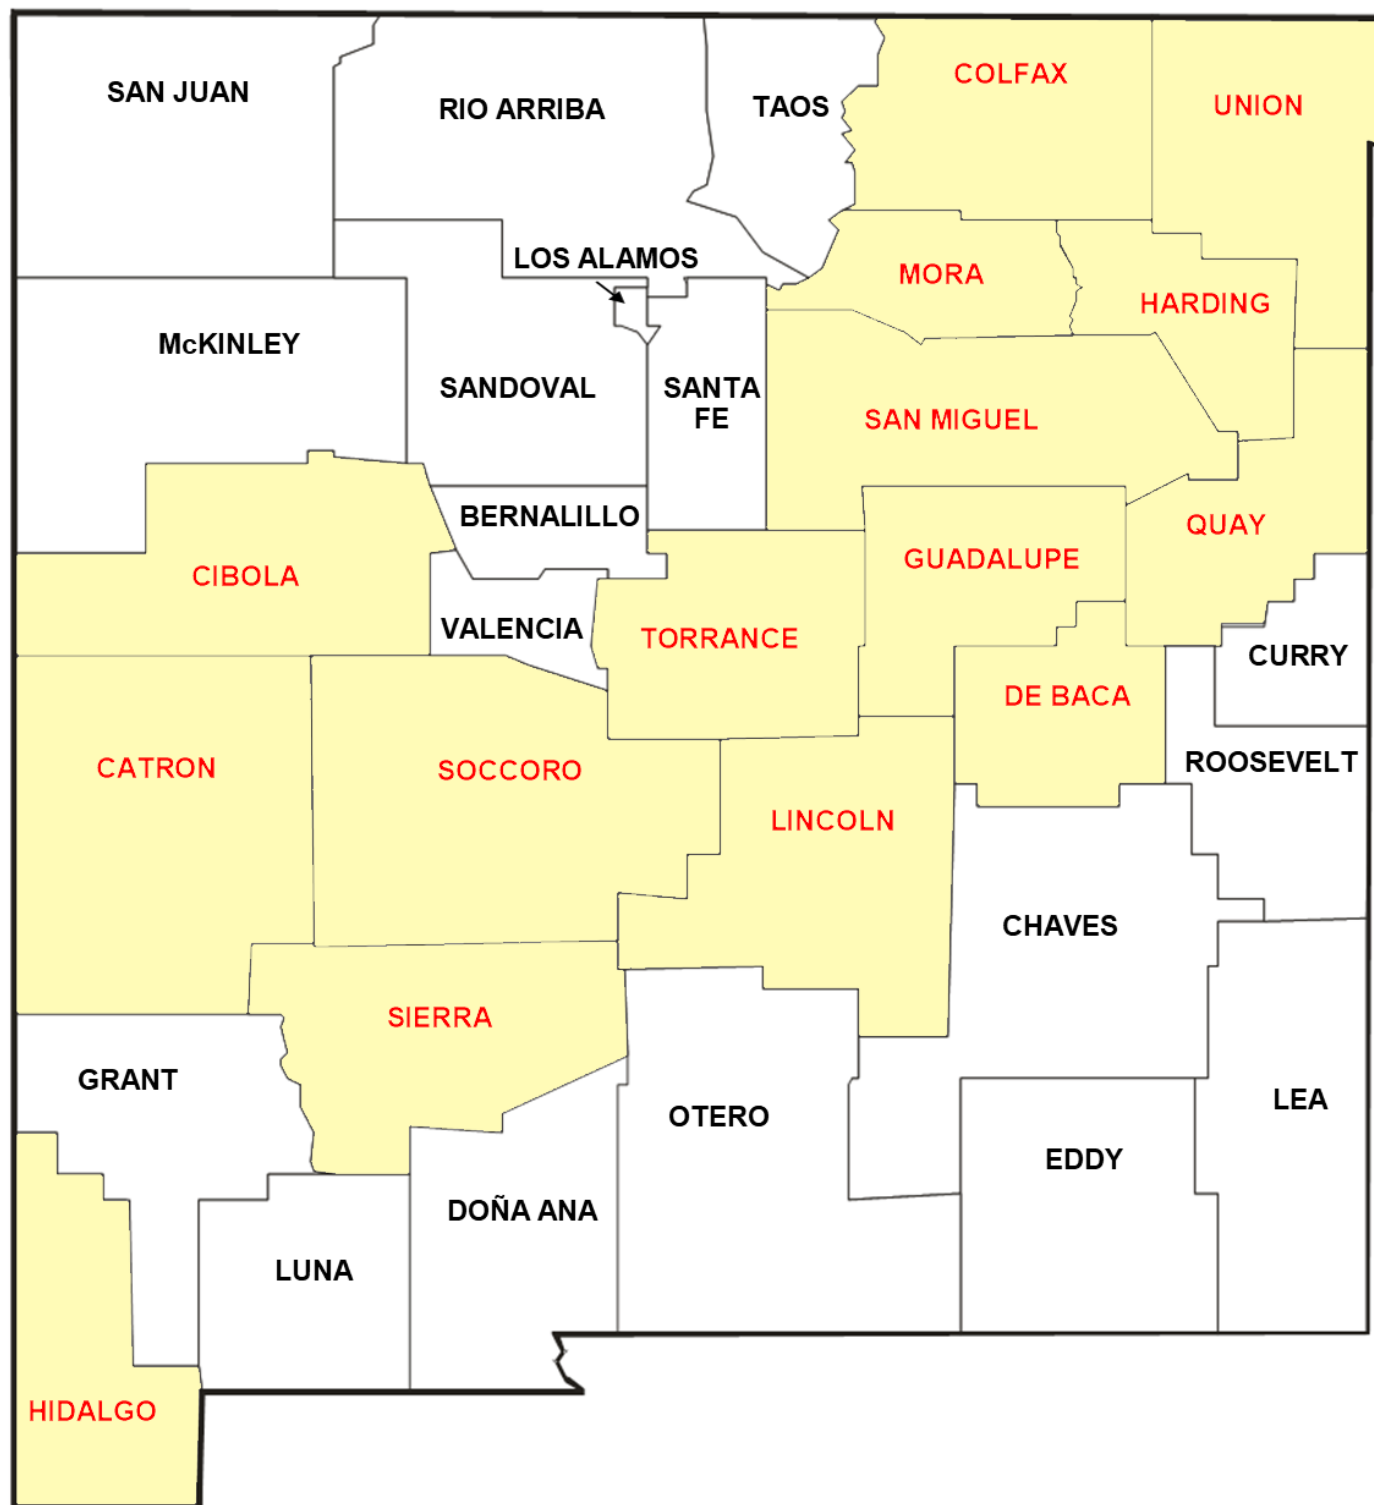 SAN JUAN
RIO ARRIBA
TAOS
COLFAX
UNION
LOS ALAMOS
MORA
HARDING
McKINLEY
SANDOVAL
SANTA
FE
SAN MIGUEL
BERNALILLO
QUAY
CIBOLA
GUADALUPE
VALENCIA
TORRANCE
CURRY
DE BACA
CATRON
SOCCORO
ROOSEVELT
LINCOLN
CHAVES
SIERRA
GRANT
OTERO
LEA
EDDY
DOÑA ANA
LUNA
HIDALGO